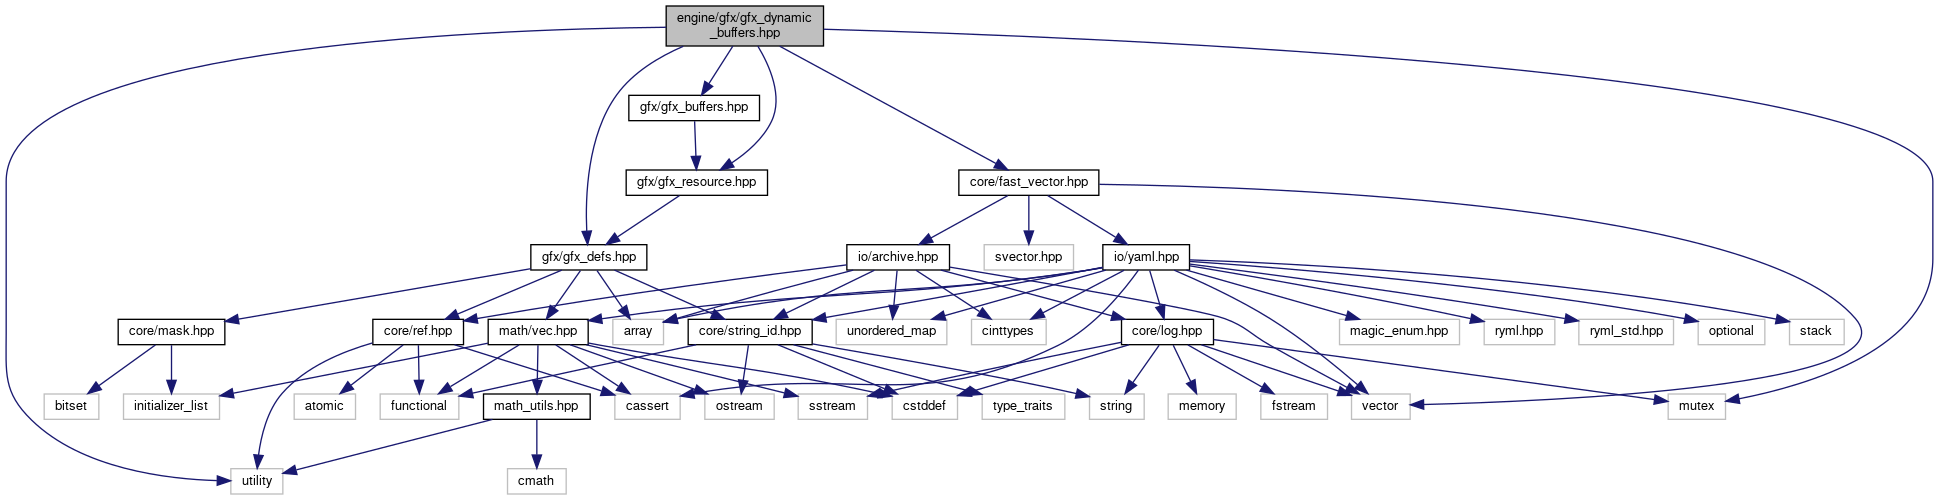 engine/gfx/gfx_dynamic
_buffers.hpp
gfx/gfx_buffers.hpp
gfx/gfx_resource.hpp
core/fast_vector.hpp
gfx/gfx_defs.hpp
io/archive.hpp
svector.hpp
io/yaml.hpp
core/mask.hpp
core/ref.hpp
math/vec.hpp
array
core/string_id.hpp
unordered_map
cinttypes
core/log.hpp
magic_enum.hpp
ryml.hpp
ryml_std.hpp
optional
stack
bitset
initializer_list
atomic
functional
math_utils.hpp
cassert
ostream
sstream
cstddef
type_traits
string
memory
fstream
vector
mutex
utility
cmath